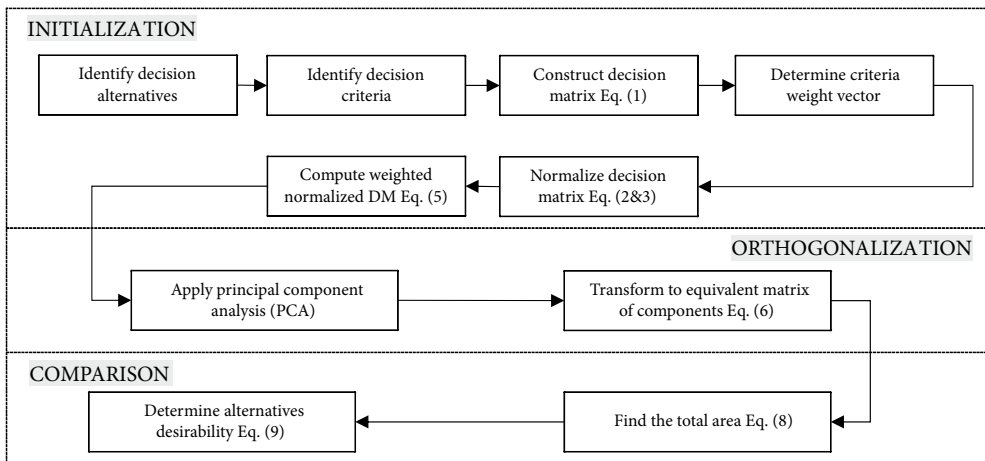 INITIALIZATION
Identify decision
alternatives
Identify decision
criteria
Construct decision
matrix Eq. (1)
Determine criteria
weight vector
Compute weighted
normalized DM Eq. (5)
Normalize decision
matrix Eq. (2&3)
ORTHOGONALIZATION
Apply principal component
analysis (PCA)
Transform to equivalent matrix
of components Eq. (6)
COMPARISON
Determine alternatives
desirability Eq. (9)
Find the total area Eq. (8)